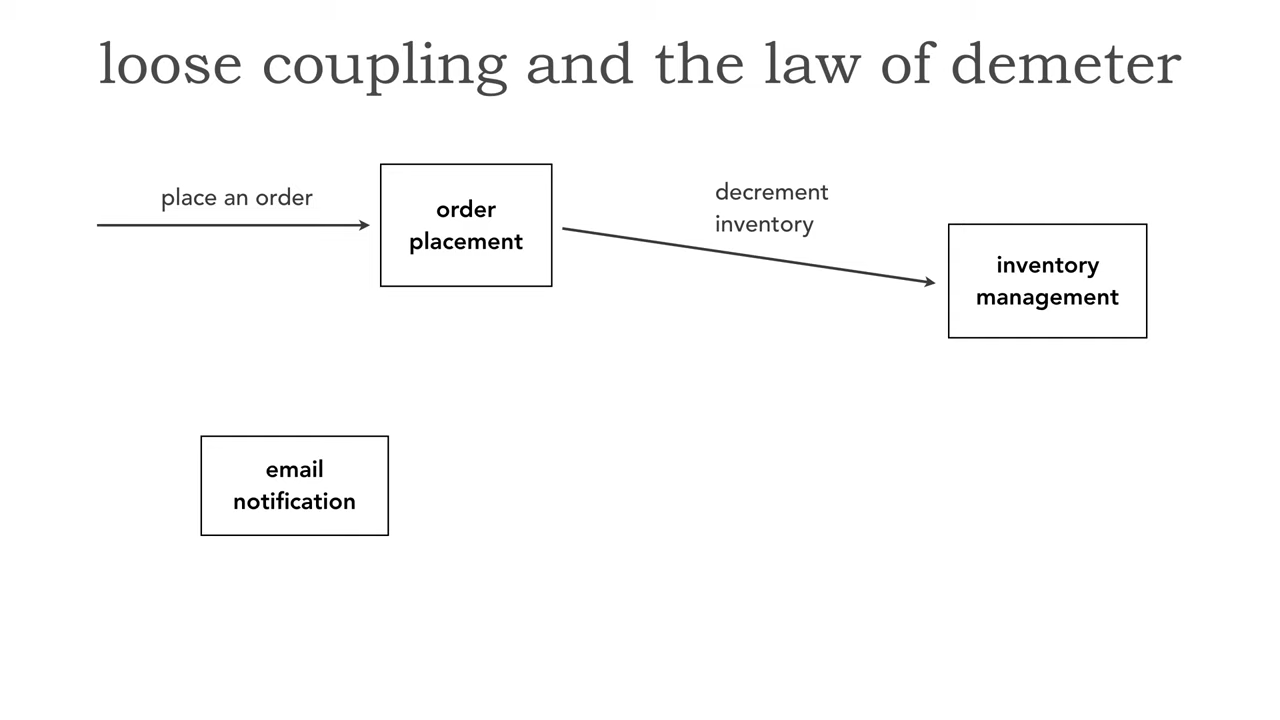 loose coupling and the law of demeter
place an order
order
placement
decrement
inventory
inventory
management
email
notification